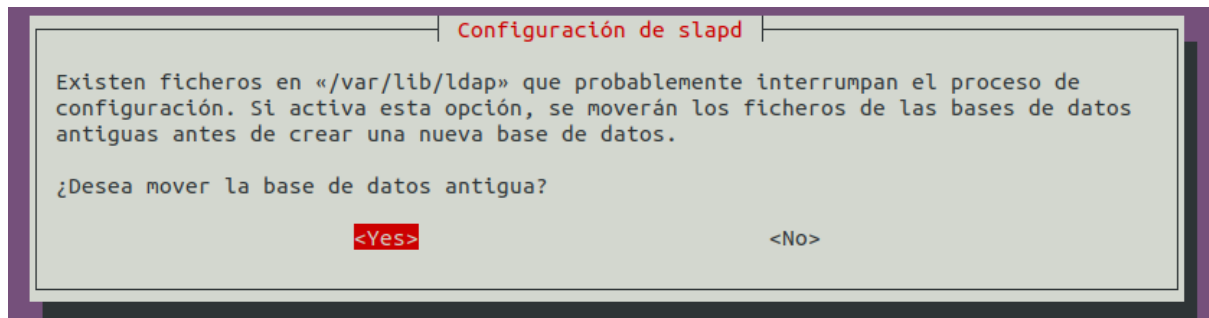 Configuración de slapd
Existen ficheros en «/var/lib/ldap» que probablemente interrumpan el proceso de
configuración. Si activa esta opción, se moverán los ficheros de las bases de datos
antiguas antes de crear una nueva base de datos.
¿Desea mover la base de datos antigua?
<Yes> <No>